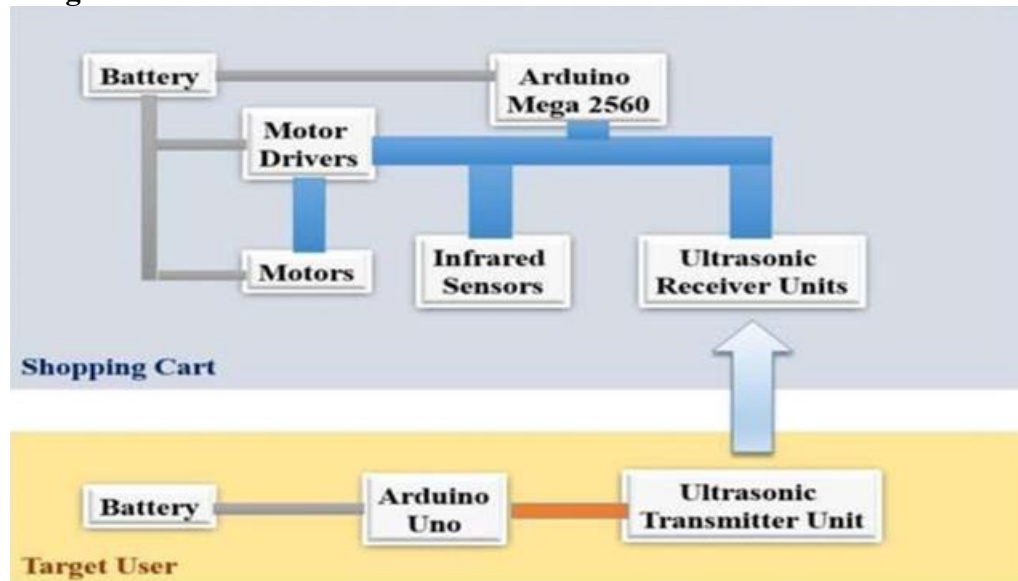 Battery
Arduino
Mega 2560
Motor
Drivers
Motors
Infrared
Sensors
Ultrasonic
Receiver Units
Shopping Cart
Battery
Arduino
Uno
Ultrasonic
Transmitter Unit
Target User